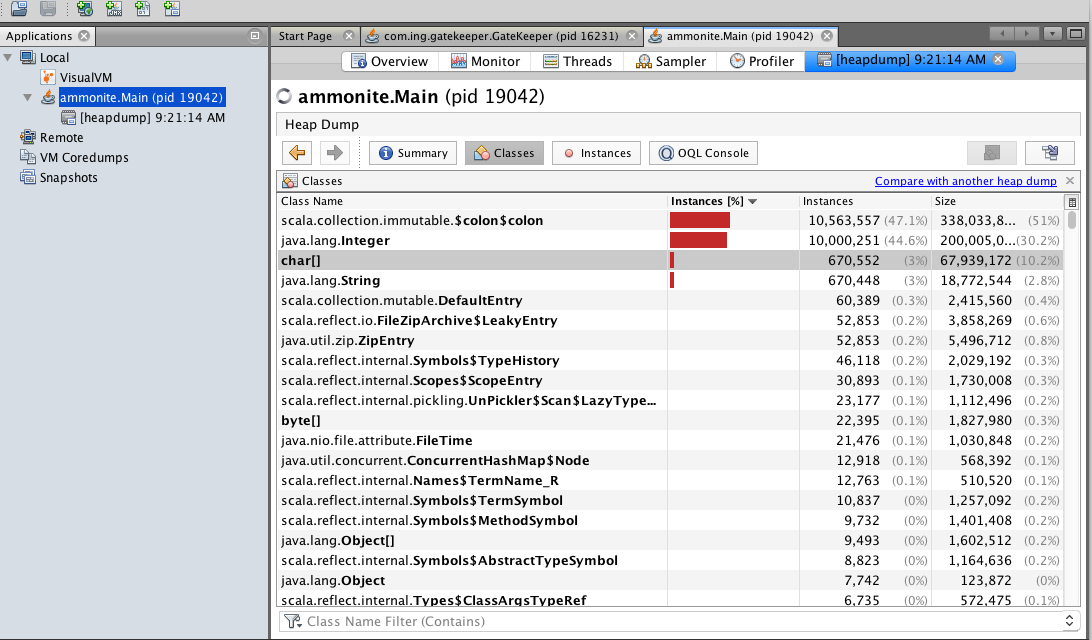 Applications
Start Page
com.ing.gatekeeper.GateKeeper (pid 16231)
ammonite.Main (pid 19042)
Local
VisualVM
ammonite.Main (pid 19042)
[heapdump] 9:21:14 AM
Remote
VM Coredumps
Snapshots
Overview Monitor Threads Sampler Profiler [heapdump] 9:21:14 AM
ammonite.Main (pid 19042)
Heap Dump
Summary Classes Instances OQL Console
Classes Compare with another heap dump
Class Name Instances [%] Instances Size
scala.collection.immutable.$colon$colon 10,563,557 (47.1%) 338,033,8... (51%)
java.lang.Integer 10,000,251 (44.6%) 200,005,0...(30.2%)
char[] 670,552 (3%) 67,939,172 (10.2%)
java.lang.String 670,448 (3%) 18,772,544 (2.8%)
scala.collection.mutable.DefaultEntry 60,389 (0.3%) 2,415,560 (0.4%)
scala.reflect.io.FileZipArchive$LeakyEntry 52,853 (0.2%) 3,858,269 (0.6%)
java.util.zip.ZipEntry 52,853 (0.2%) 5,496,712 (0.8%)
scala.reflect.internal.Symbols$TypeHistory 46,118 (0.2%) 2,029,192 (0.3%)
scala.reflect.internal.Scopes$ScopeEntry 30,893 (0.1%) 1,730,008 (0.3%)
scala.reflect.internal.pickling.UnPickler$Scan$LazyType... 23,177 (0.1%) 1,112,496 (0.2%)
byte[] 22,395 (0.1%) 1,827,980 (0.3%)
java.nio.file.attribute.FileTime 21,476 (0.1%) 1,030,848 (0.2%)
java.util.concurrent.ConcurrentHashMap$Node 12,918 (0.1%) 568,392 (0.1%)
scala.reflect.internal.Names$TermName_R 12,763 (0.1%) 510,520 (0.1%)
scala.reflect.internal.Symbols$TermSymbol 10,837 (0%) 1,257,092 (0.2%)
scala.reflect.internal.Symbols$MethodSymbol 9,732 (0%) 1,401,408 (0.2%)
java.lang.Object[] 9,493 (0%) 1,602,512 (0.2%)
scala.reflect.internal.Symbols$AbstractTypeSymbol 8,823 (0%) 1,164,636 (0.2%)
java.lang.Object 7,742 (0%) 123,872 (0%)
scala.reflect.internal.Types$ClassArgsTypeRef 6,735 (0%) 572,475 (0.1%)
Class Name Filter (Contains)